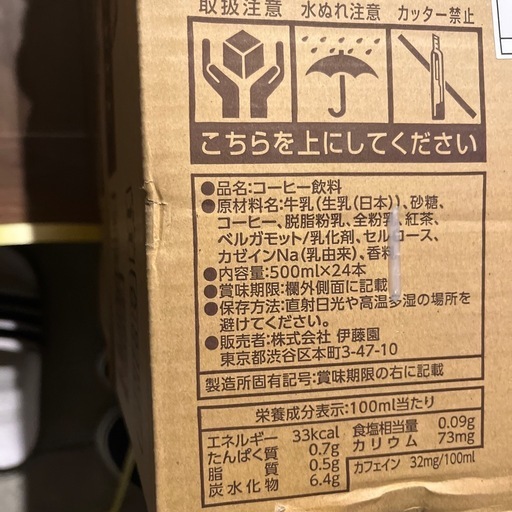 取扱注意 水ぬれ注意 カッター禁止
こちらを上にしてください
●品名:コーヒー飲料
●原材料名:牛乳(生乳(日本))、砂糖、
コーヒー、脱脂粉乳、全粉乳、紅茶、
ベルガモット/乳化剤、セルロース、
カゼインNa(乳由来)、香料
●内容量:500ml×24本
●賞味期限:欄外側面に記載
●保存方法:直射日光や高温多湿の場所を
避けてください。
●販売者:株式会社 伊藤園
東京都渋谷区本町3-47-10
製造所固有記号:賞味期限の右に記載
栄養成分表示:100ml当たり
エネルギー 33kcal 食塩相当量 0.09g
たんぱく質 0.7g カリウム 73mg
脂質 0.5g カフェイン 32mg/100ml
炭水化物 6.4g